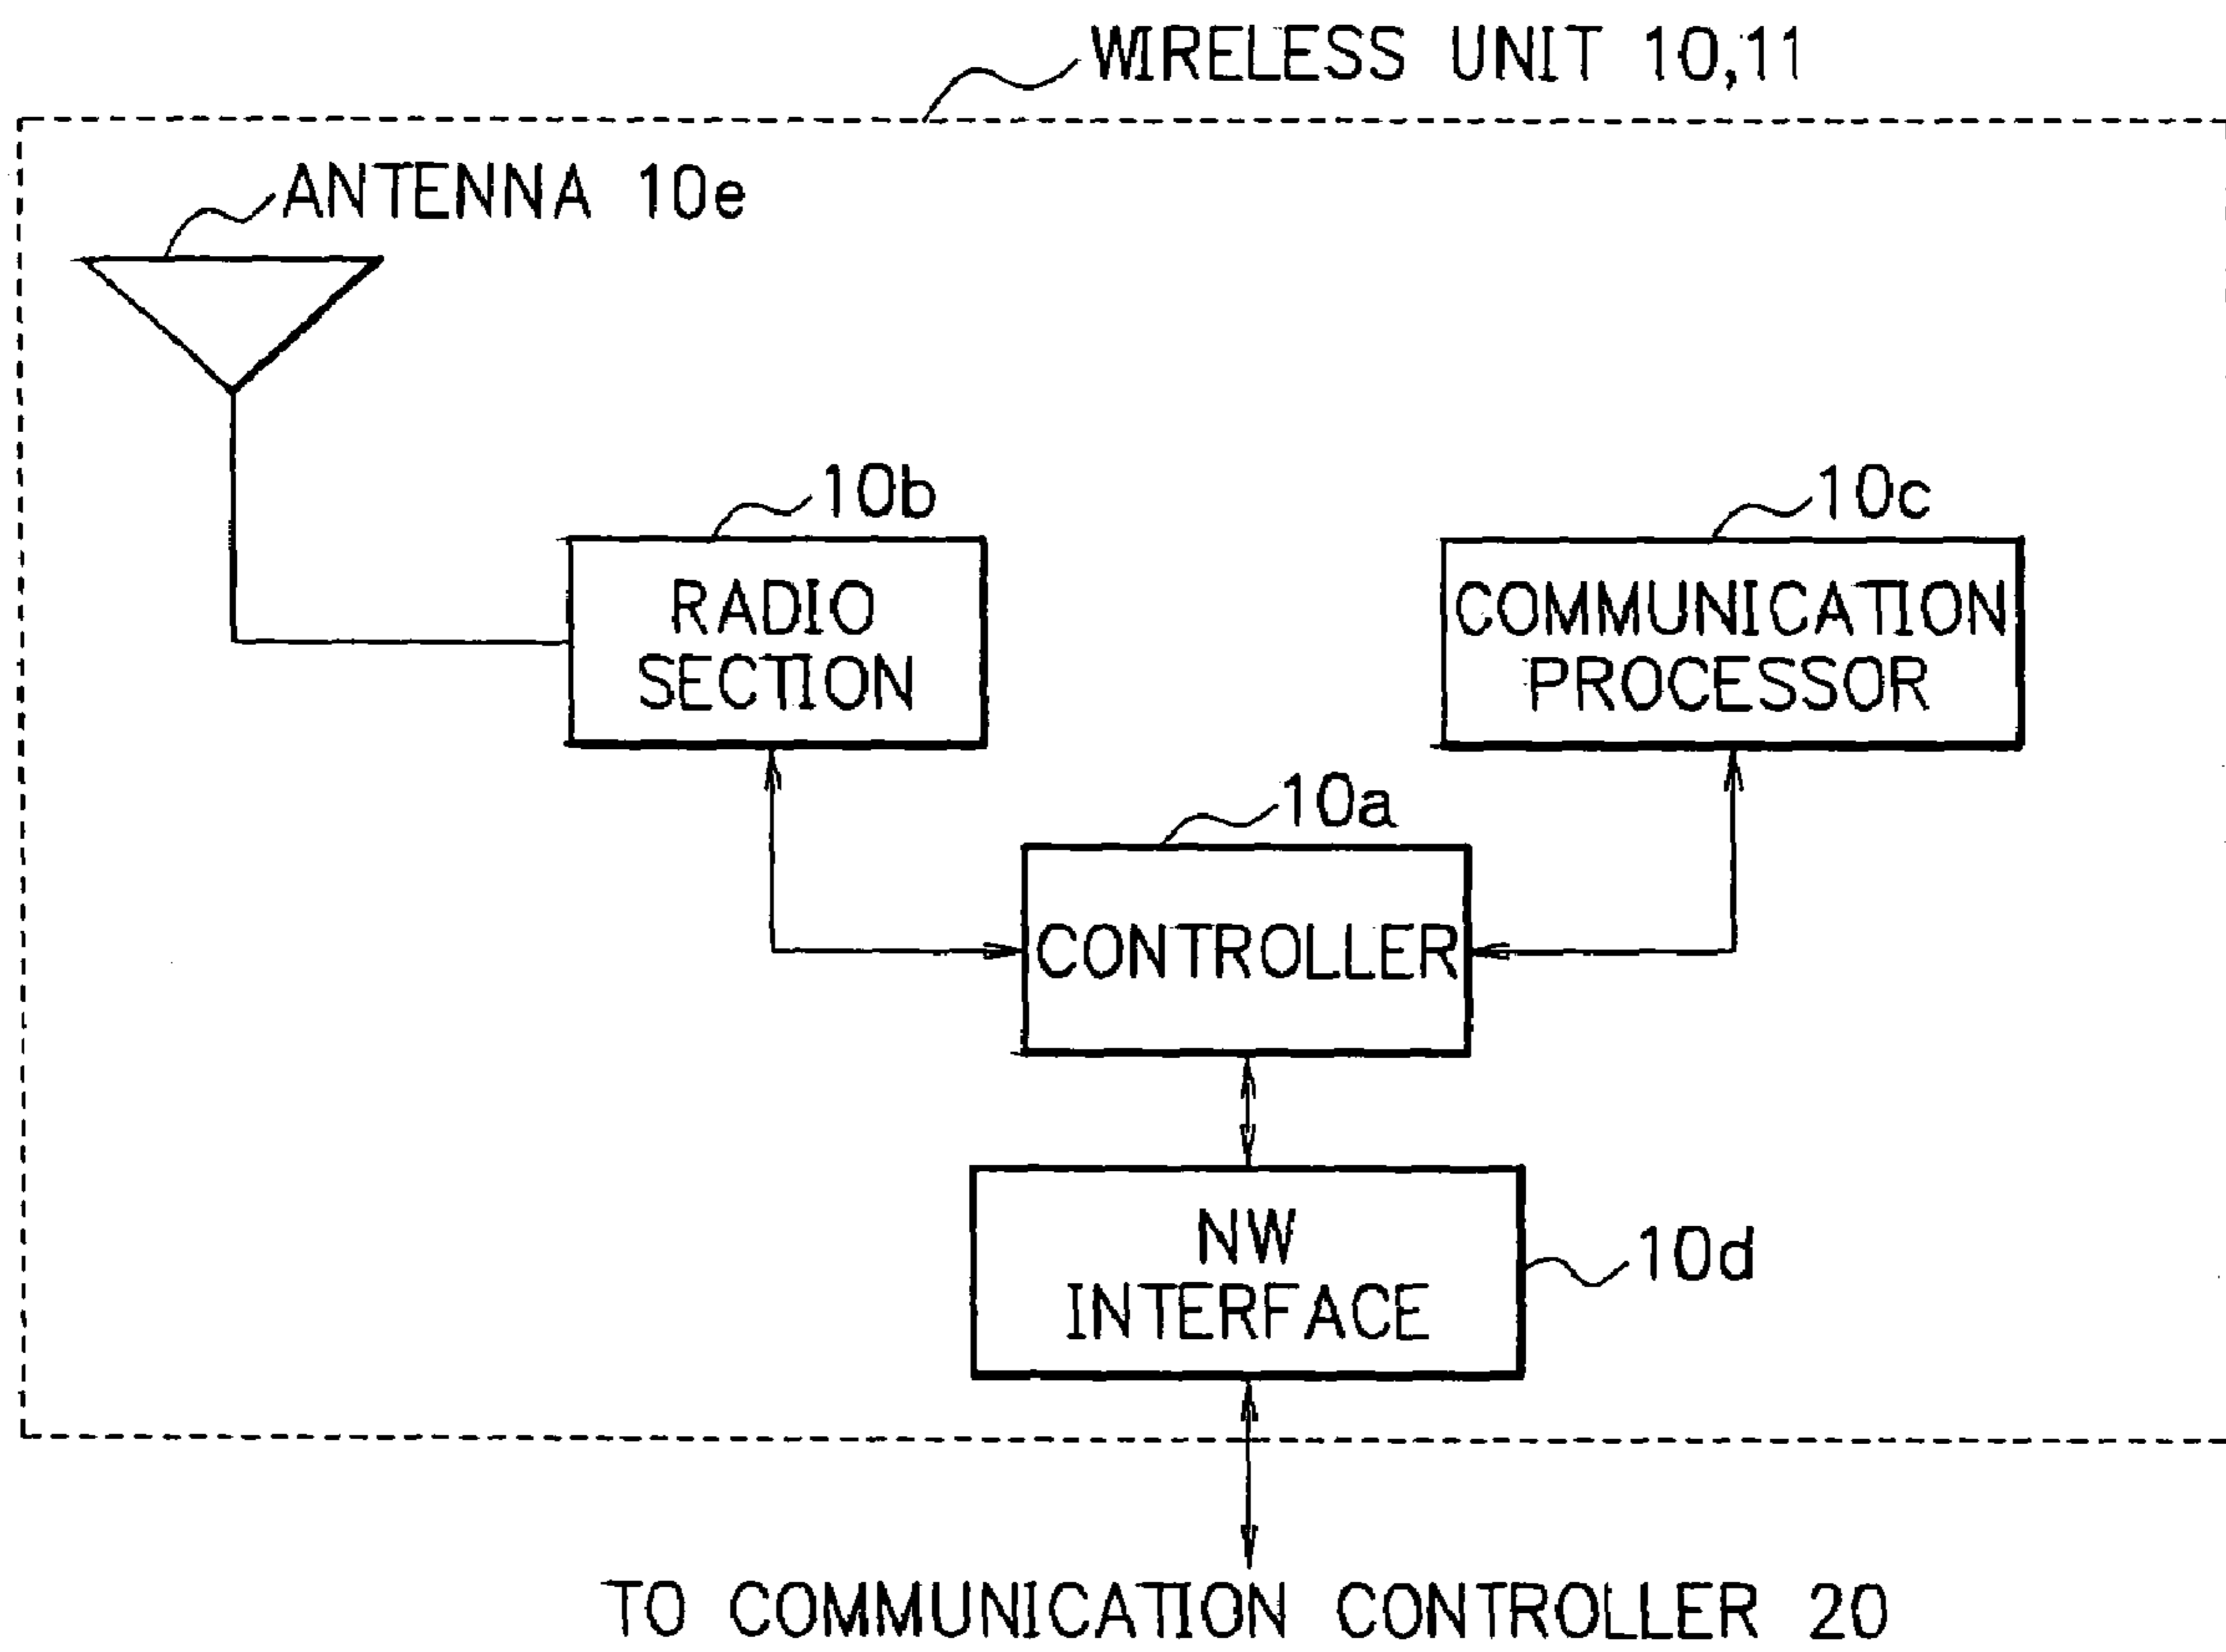 WIRELESS UNIT 10,11
ANTENNA 10e
10b
10c
RADIO
SECTION
COMMUNICATION
PROCESSOR
10a
CONTROLLER
NW
INTERFACE
10d
TO COMMUNICATION CONTROLLER 20